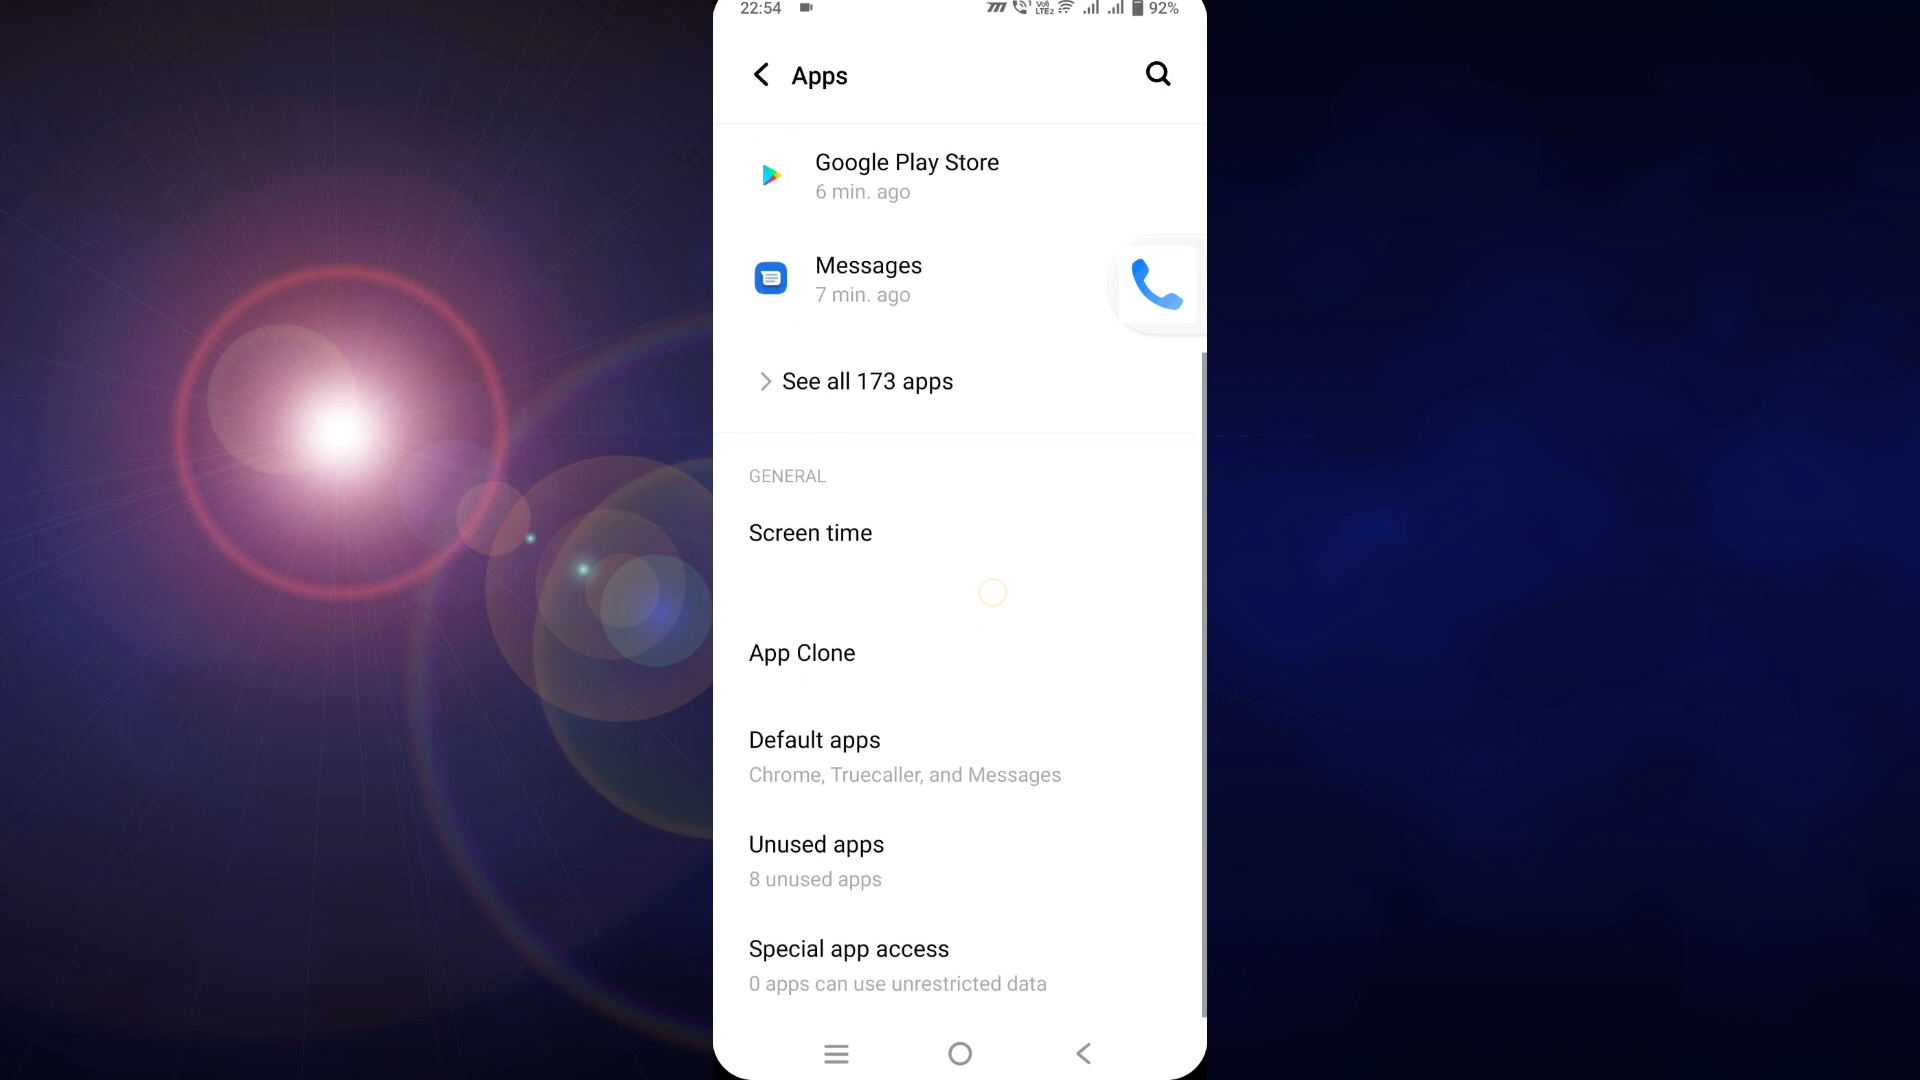 22:54 92%
Apps
Google Play Store
6 min. ago
Messages
7 min. ago
See all 173 apps
GENERAL
Screen time
App Clone
Default apps
Chrome, Truecaller, and Messages
Unused apps
8 unused apps
Special app access
0 apps can use unrestricted data